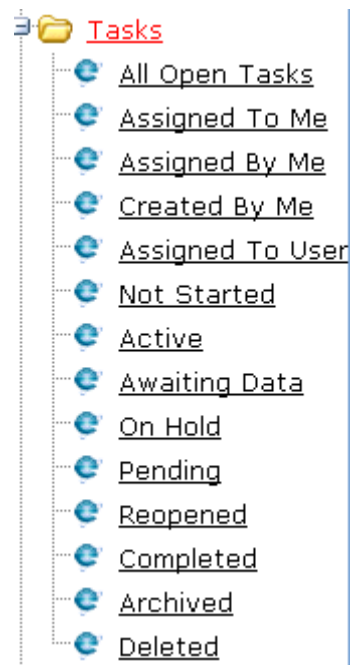 Tasks
All Open Tasks
Assigned To Me
Assigned By Me
Created By Me
Assigned To User
Not Started
Active
Awaiting Data
On Hold
Pending
Reopened
Completed
Archived
Deleted